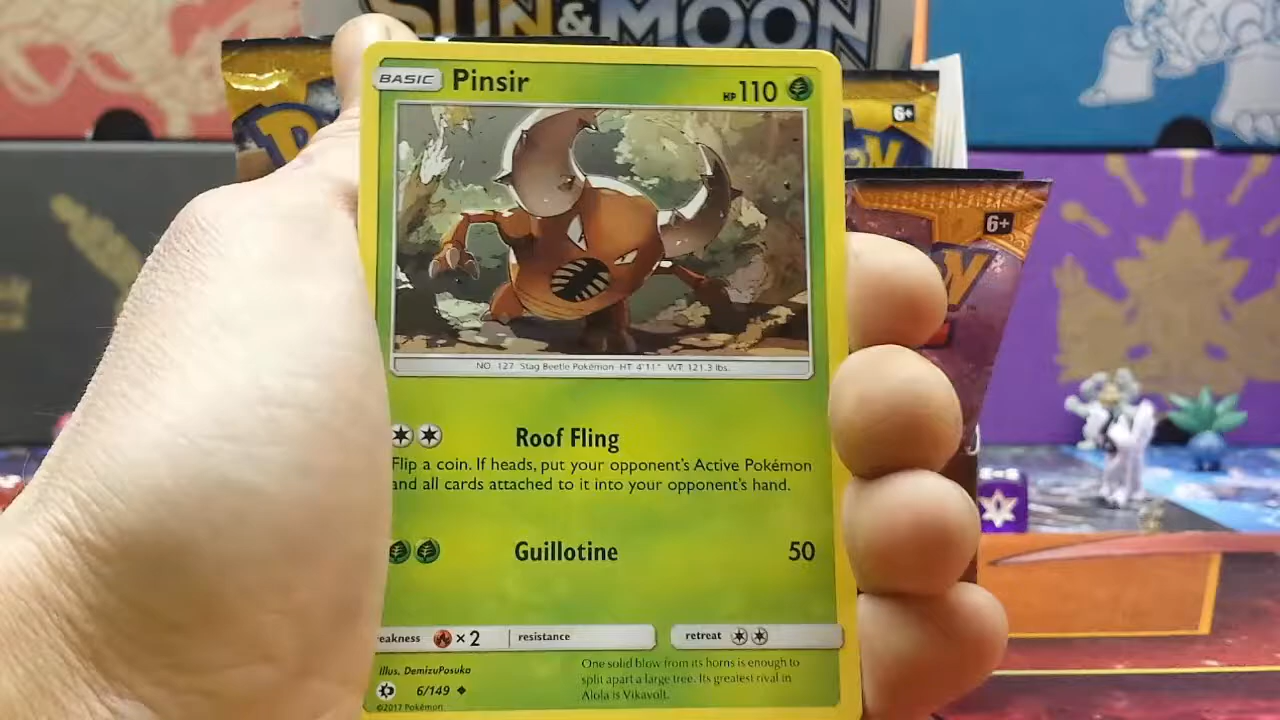 SUN & MOON
6+
6+
BASIC Pinsir HP 110
NO. 127 Stag Beetle Pokémon HT: 4'11" WT: 121.3 lbs.
Roof Fling
Flip a coin. If heads, put your opponent's Active Pokémon
and all cards attached to it into your opponent's hand.
Guillotine 50
eakness ×2 resistance retreat
Illus. DemizuPosuka
6/149
©2017 Pokémon
One solid blow from its horns is enough to
split apart a large tree. Its greatest rival in
Alola is Vikavolt.